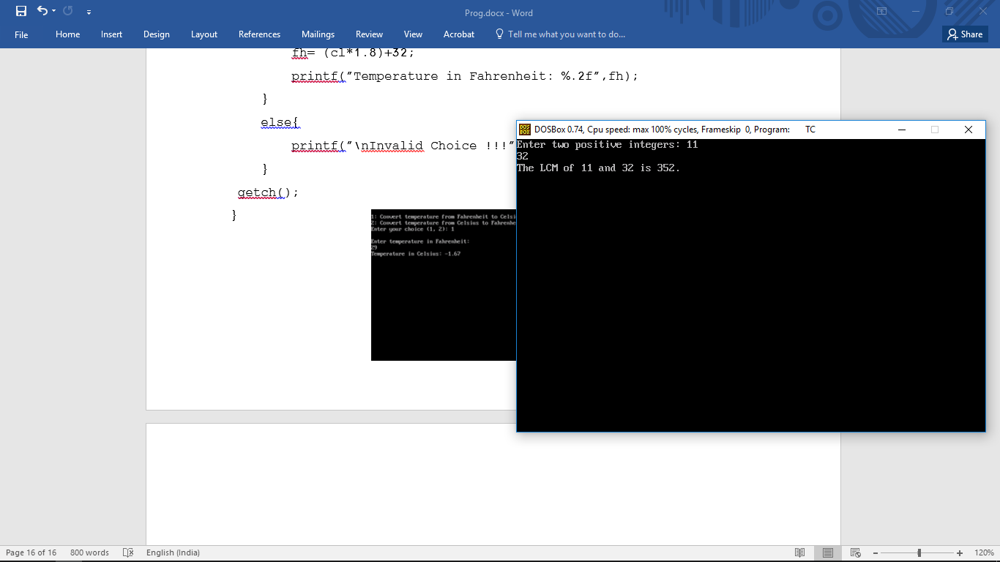 Prog.docx - Word
File Home Insert Design Layout References Mailings Review View Acrobat Tell me what you want to do... Share
fh= (cl*1.8)+32;
printf(”Temperature in Fahrenheit: %.2f”,fh);
}
else{
printf(”\nInvalid Choice !!!”
}
getch();
}
1: Convert temperature from Fahrenheit to Celsi
2: Convert temperature from Celsius to Fahrenhe
Enter your choice (1, 2): 1
Enter temperature in Fahrenheit:
29
Temperature in Celsius: -1.67
DOSBox 0.74, Cpu speed: max 100% cycles, Frameskip 0, Program: TC
Enter two positive integers: 11
32
The LCM of 11 and 32 is 352.
Page 16 of 16 800 words English (India) 120%